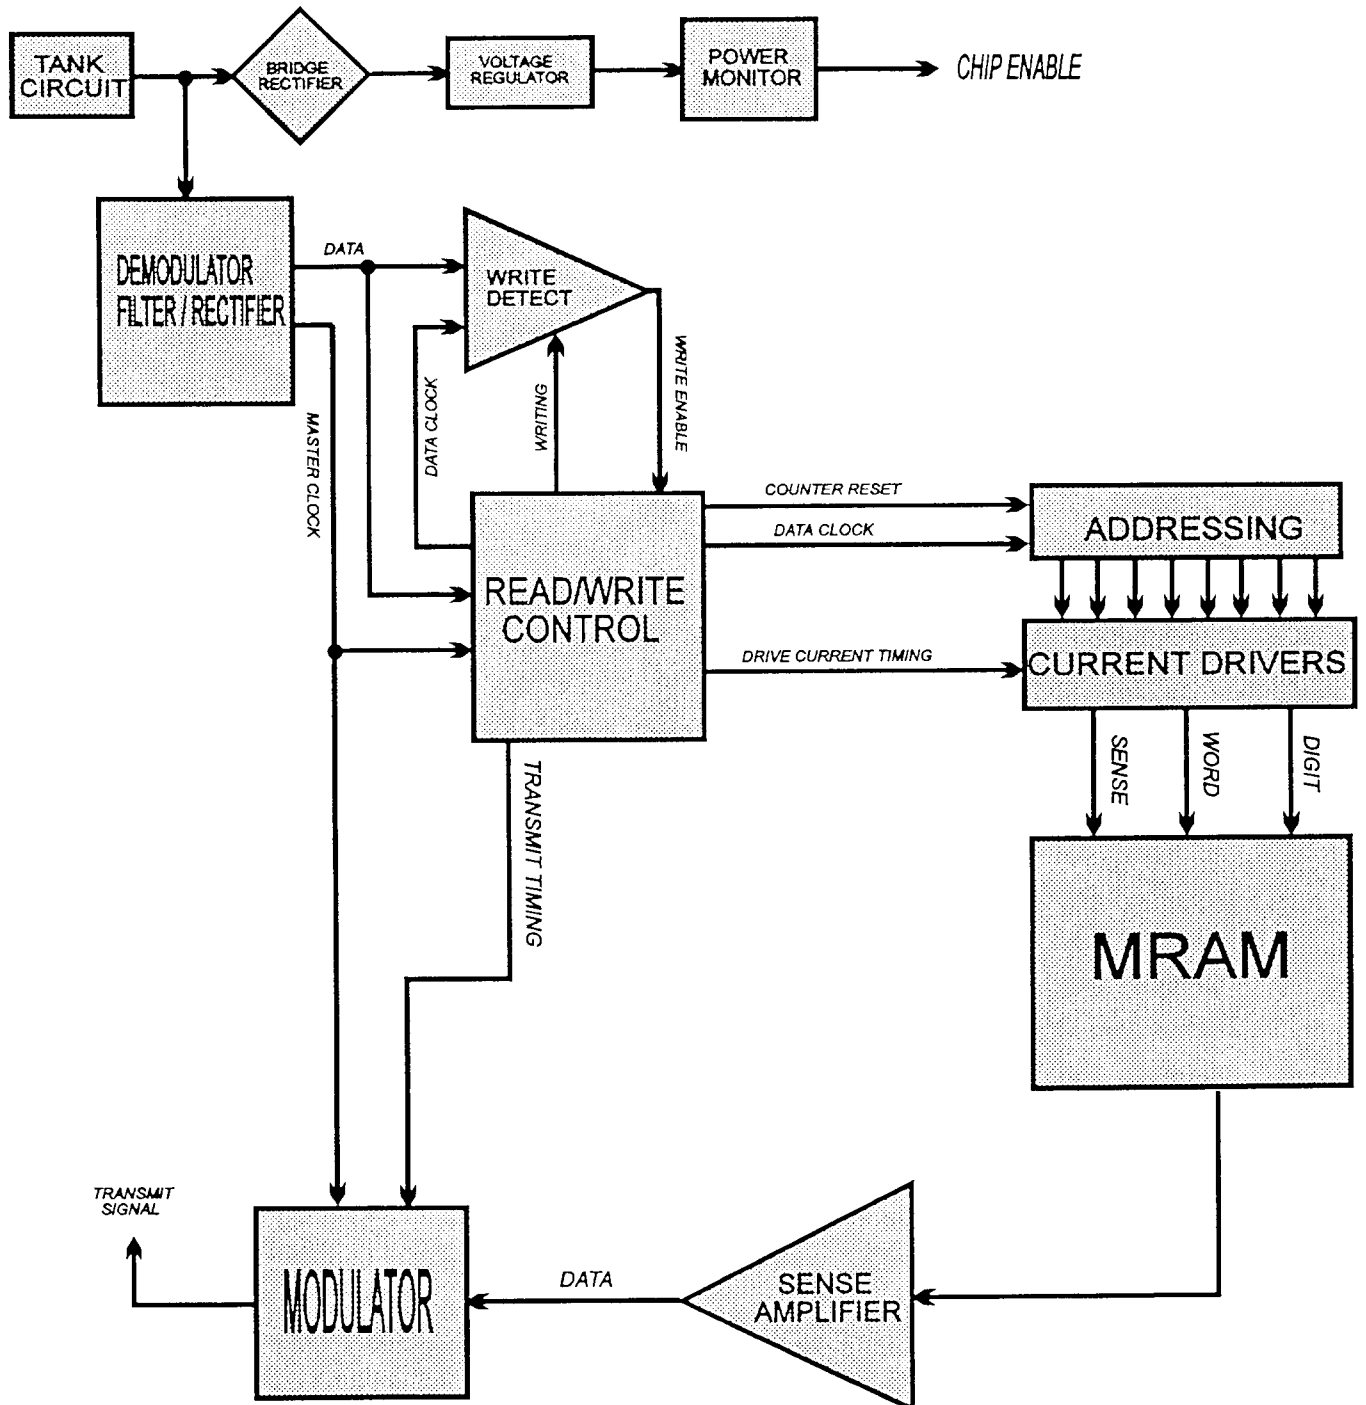 TANK
CIRCUIT
BRIDGE
RECTIFIER
VOLTAGE
REGULATOR
POWER
MONITOR
CHIP ENABLE
DEMODULATOR
FILTER / RECTIFIER
DATA
WRITE
DETECT
MASTER CLOCK
DATA CLOCK
WRITING
WRITE ENABLE
READ/WRITE
CONTROL
COUNTER RESET
DATA CLOCK
ADDRESSING
DRIVE CURRENT TIMING
CURRENT DRIVERS
SENSE
WORD
DIGIT
TRANSMIT TIMING
MRAM
TRANSMIT
SIGNAL
MODULATOR
DATA
SENSE
AMPLIFIER